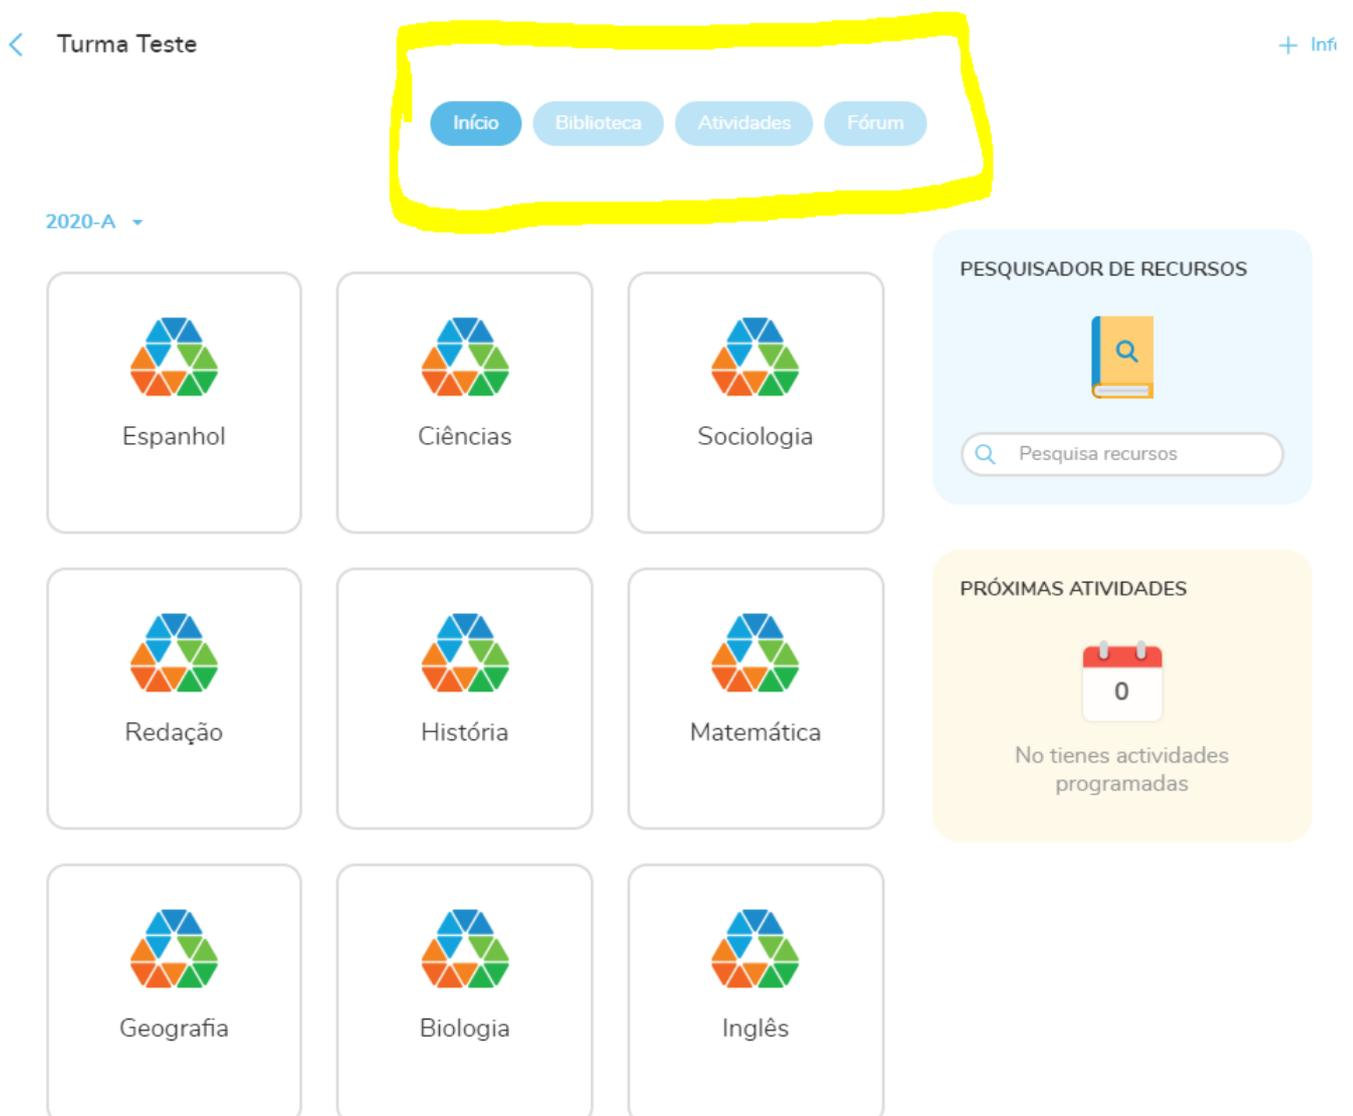 Turma Teste
+ Info
Início Biblioteca Atividades Fórum
2020-A
Espanhol
Ciências
Sociologia
Redação
História
Matemática
Geografia
Biologia
Inglês
PESQUISADOR DE RECURSOS
Pesquisa recursos
PRÓXIMAS ATIVIDADES
0
No tienes actividades
programadas